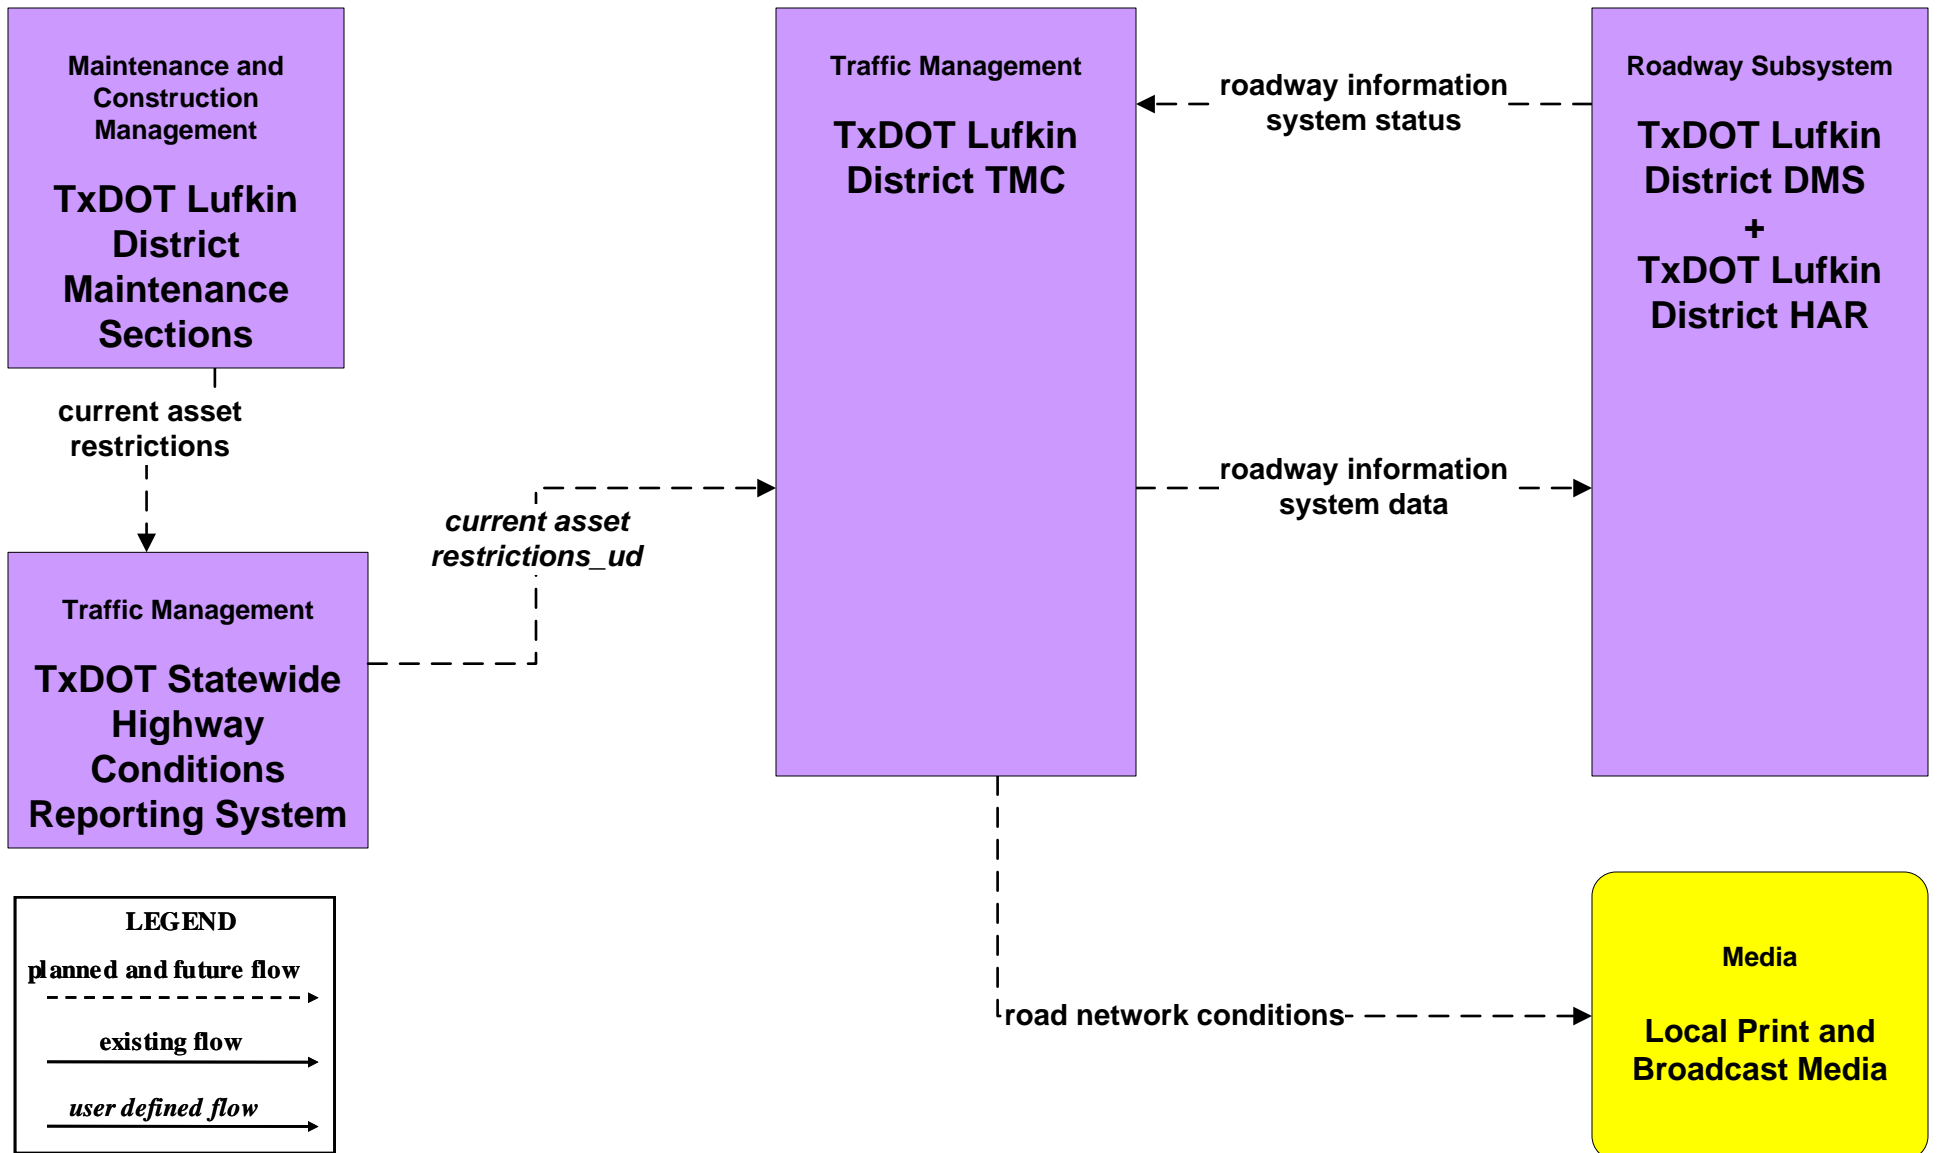 Maintenance and
Construction
Management
TxDOT Lufkin
District
Maintenance
Sections
current asset
restrictions
Traffic Management
TxDOT Statewide
Highway
Conditions
Reporting System
current asset
restrictions_ud
Traffic Management
TxDOT Lufkin
District TMC
roadway information
system status
roadway information
system data
Roadway Subsystem
TxDOT Lufkin
District DMS
+
TxDOT Lufkin
District HAR
road network conditions
Media
Local Print and
Broadcast Media
LEGEND
planned and future flow
existing flow
user defined flow